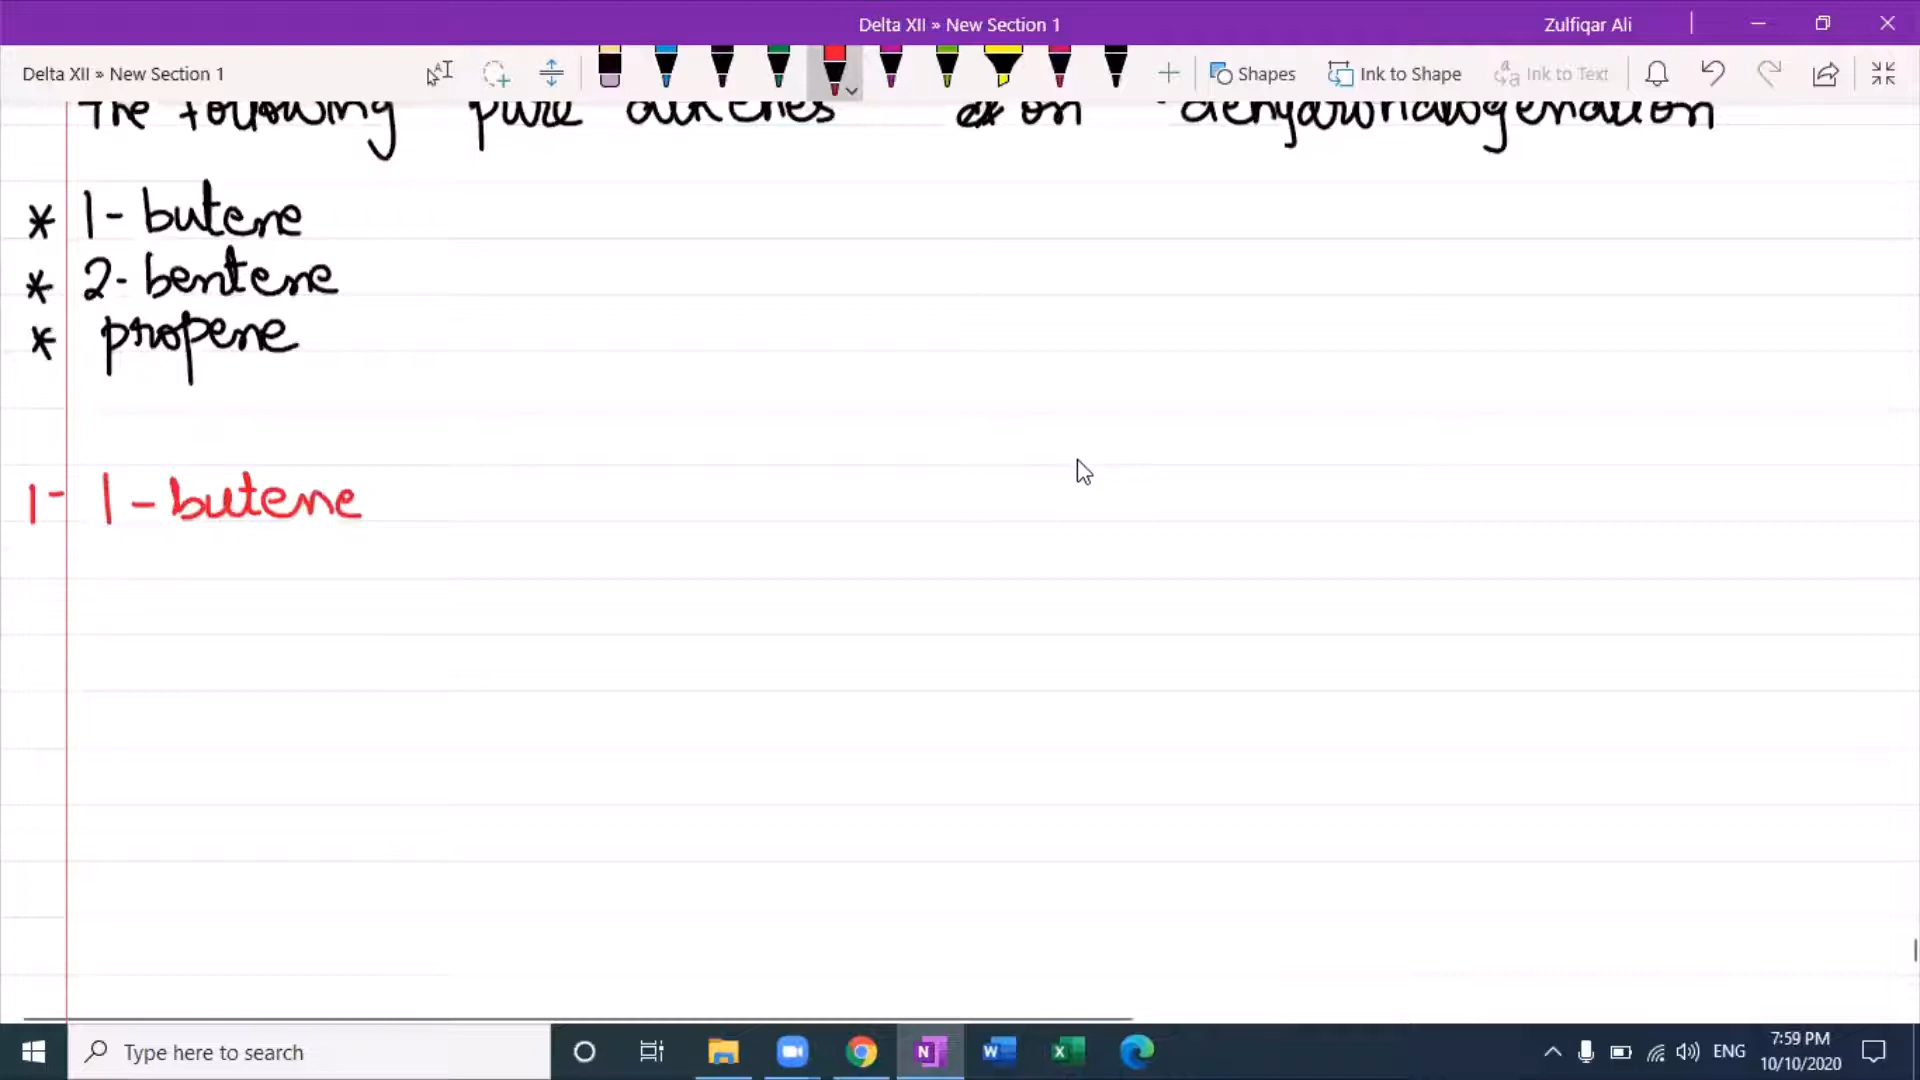 Delta XII » New Section 1
Zulfiqar Ali
Delta XII » New Section 1
Shapes
Ink to Shape
Ink to Text
the following pure alkenes on dehydrohalogenation
* 1- butene
* 2- bentene
* propene
1- 1 - butene
Type here to search
ENG
7:59 PM
10/10/2020